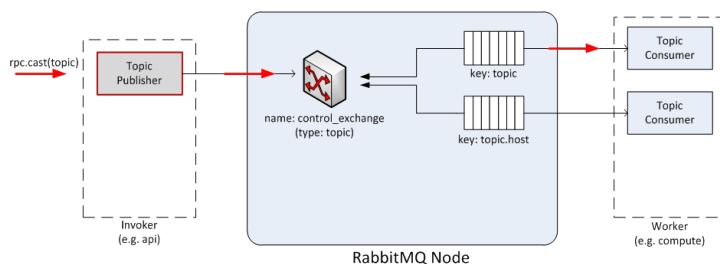 rpc.cast(topic)
Topic
Publisher
Invoker
(e.g. api)
name: control_exchange
(type: topic)
key: topic
key: topic.host
RabbitMQ Node
Topic
Consumer
Topic
Consumer
Worker
(e.g. compute)